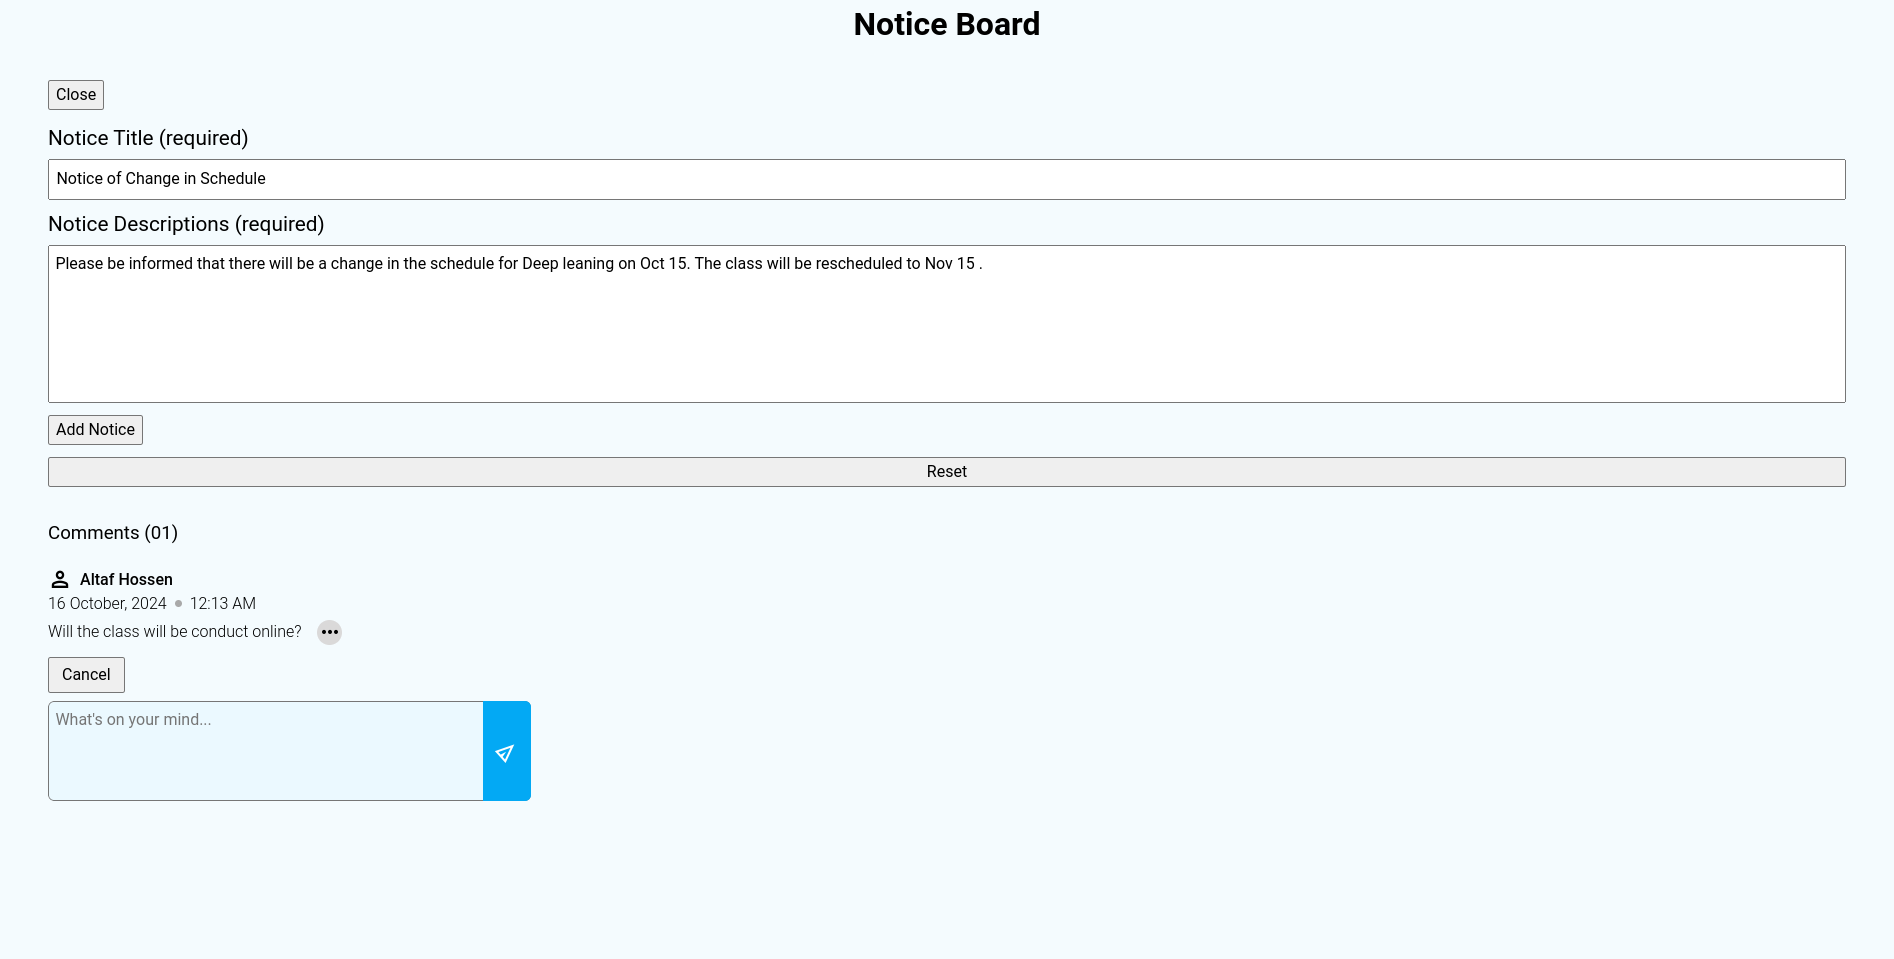 Notice Board
Close
Notice Title (required)
Notice of Change in Schedule
Notice Descriptions (required)
Please be informed that there will be a change in the schedule for Deep leaning on Oct 15. The class will be rescheduled to Nov 15 .
Add Notice
Reset
Comments (01)
Altaf Hossen
16 October, 2024 ● 12:13 AM
Will the class will be conduct online?
Cancel
What's on your mind...